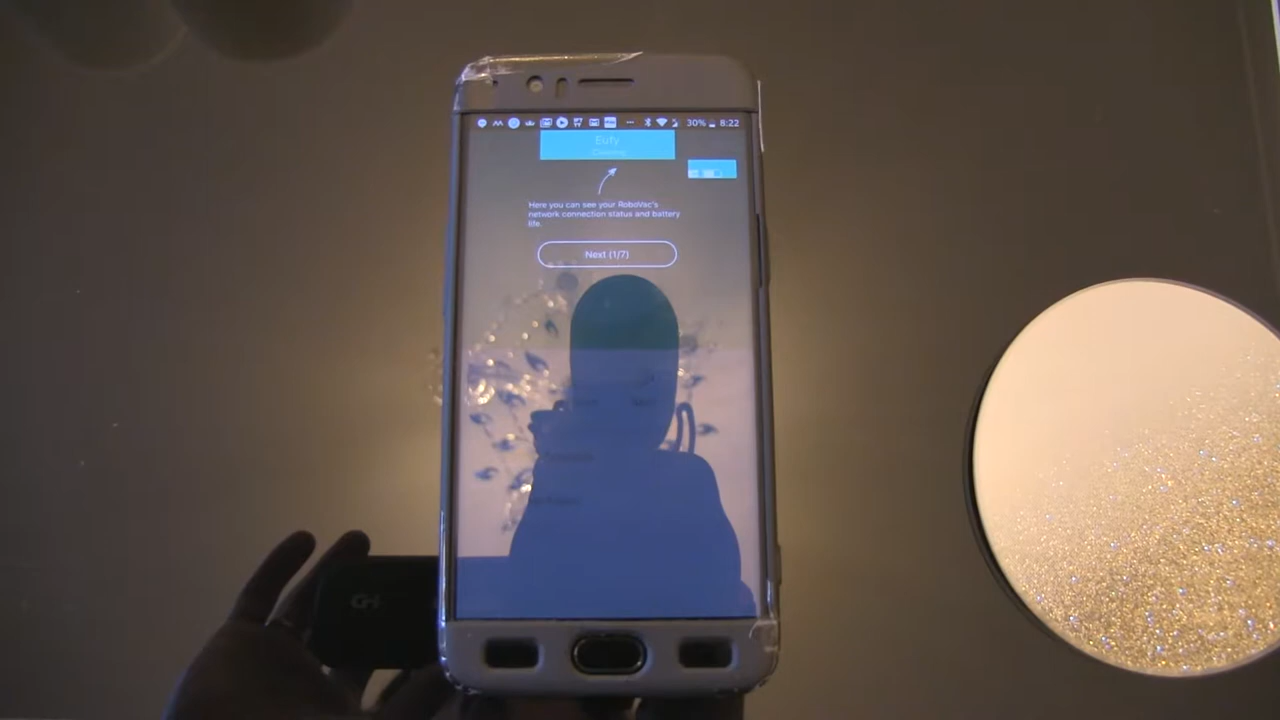 30% 8:22
Eufy
Cleaning
Here you can see your RoboVac's
network connection status and battery
life.
Next (1/7)